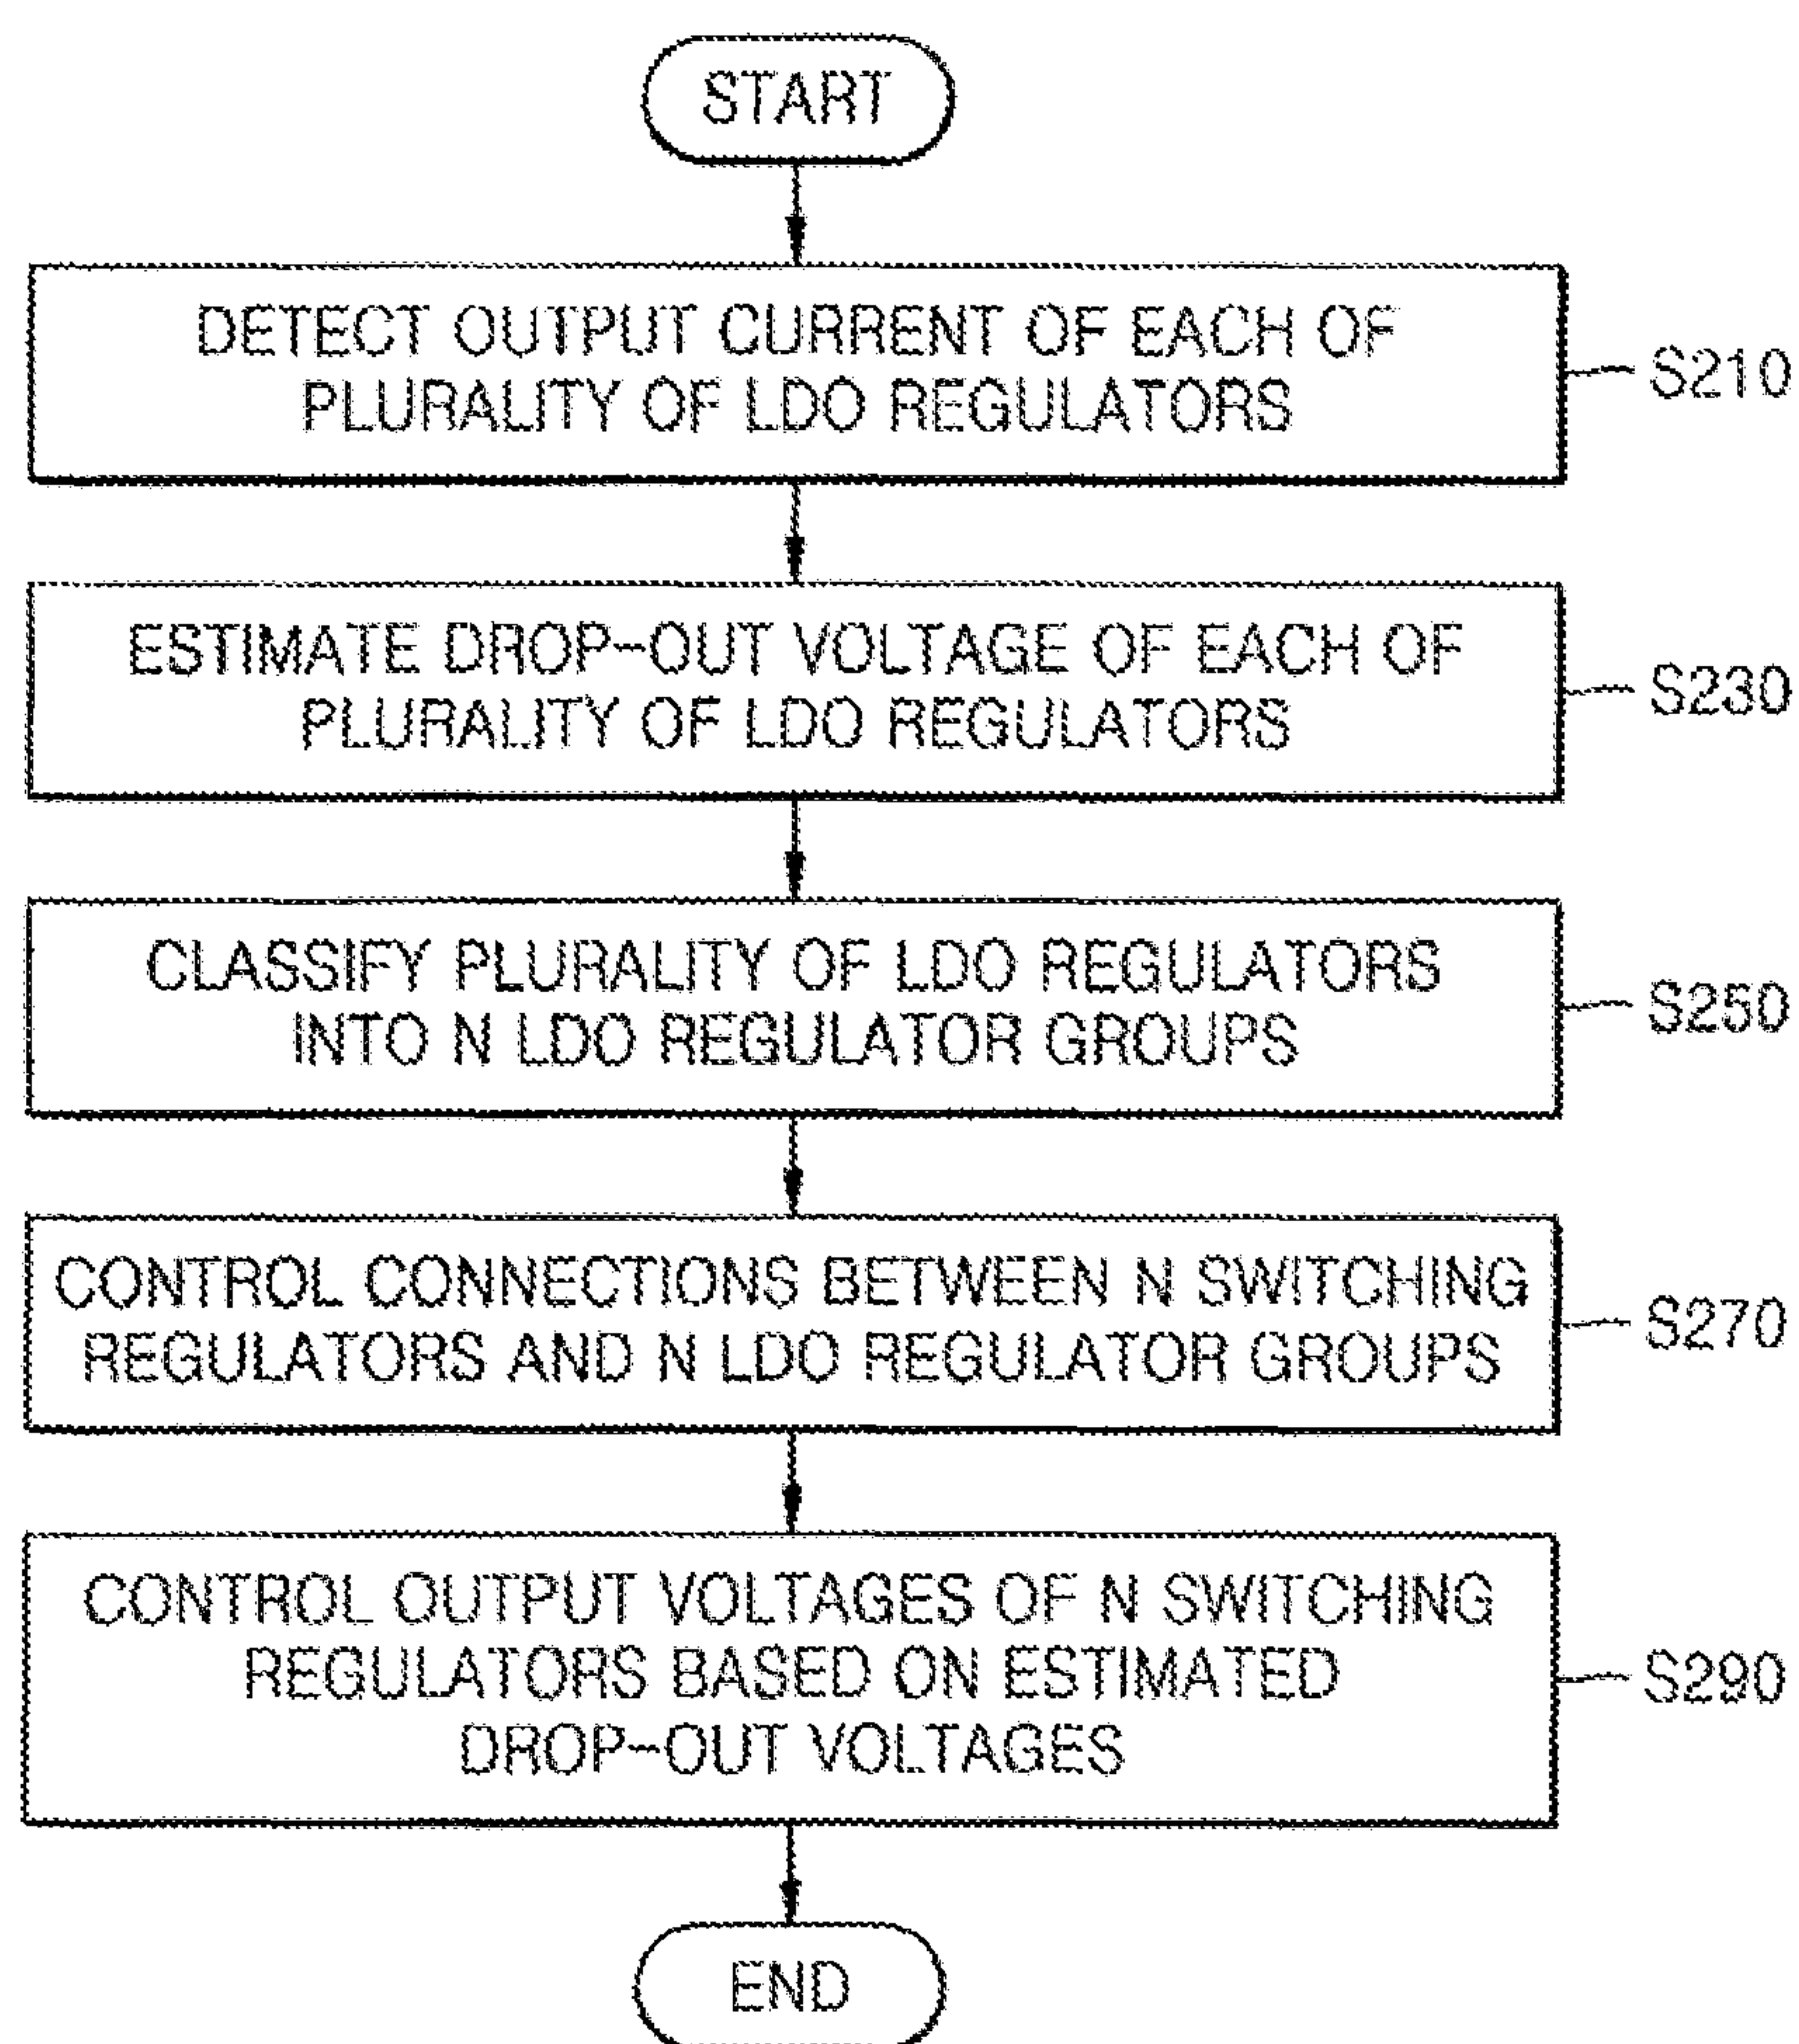 START
DETECT OUTPUT CURRENT OF EACH OF
PLURALITY OF LDO REGULATORS
S210
ESTIMATE DROP-OUT VOLTAGE OF EACH OF
PLURALITY OF LDO REGULATORS
S230
CLASSIFY PLURALITY OF LDO REGULATORS
INTO N LDO REGULATOR GROUPS
S250
CONTROL CONNECTIONS BETWEEN N SWITCHING
REGULATORS AND N LDO REGULATOR GROUPS
S270
CONTROL OUTPUT VOLTAGES OF N SWITCHING
REGULATORS BASED ON ESTIMATED
DROP-OUT VOLTAGES
S290
END